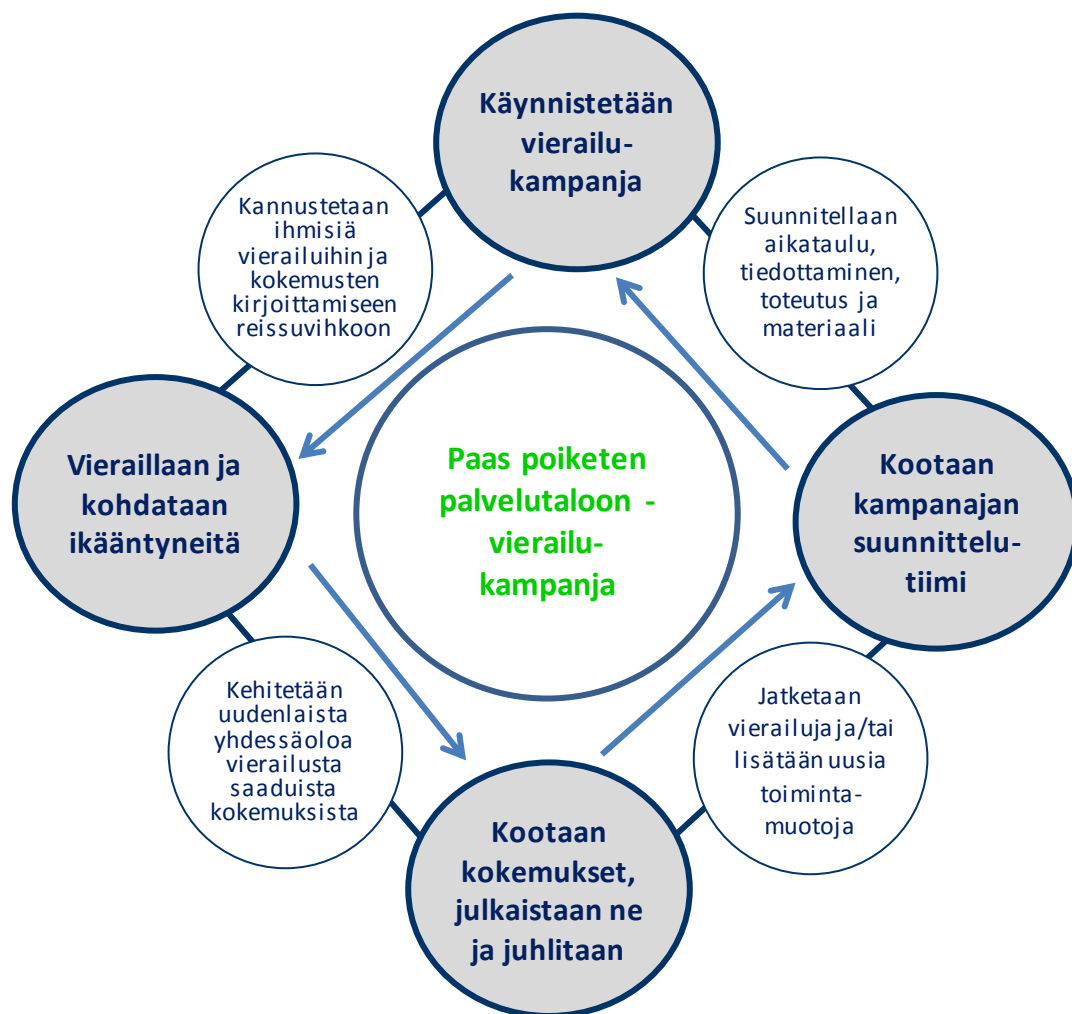 Käynnistetään
vierailu-
kampanja
Kannustetaan
ihmisiä
vierailuihin ja
kokemusten
kirjoittamiseen
reissuvihkoon
Suunnitellaan
aikataulu,
tiedottaminen,
toteutus ja
materiaali
Vieraillaan ja
kohdataan
ikääntyneitä
Paas poiketen
palvelutaloon -
vierailu-
kampanja
Kootaan
kampanajan
suunnittelu-
tiimi
Kehitetään
uudenlaista
yhdessäoloa
vierailusta
saaduista
kokemuksista
Jatketaan
vierailuja ja/tai
lisätään uusia
toiminta-
muotoja
Kootaan
kokemukset,
julkaistaan ne
ja juhlitaan